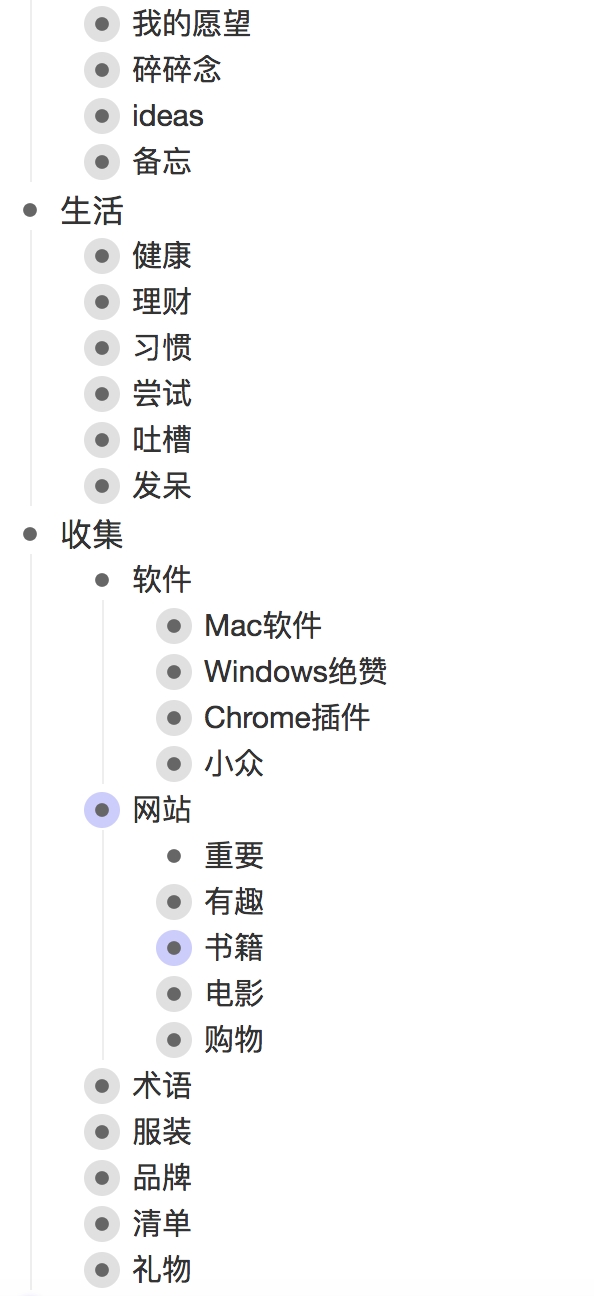 我的愿望
碎碎念
ideas
备忘
生活
健康
理财
习惯
尝试
吐槽
发呆
收集
软件
Mac软件
Windows绝赞
Chrome插件
小众
网站
重要
有趣
书籍
电影
购物
术语
服装
品牌
清单
礼物